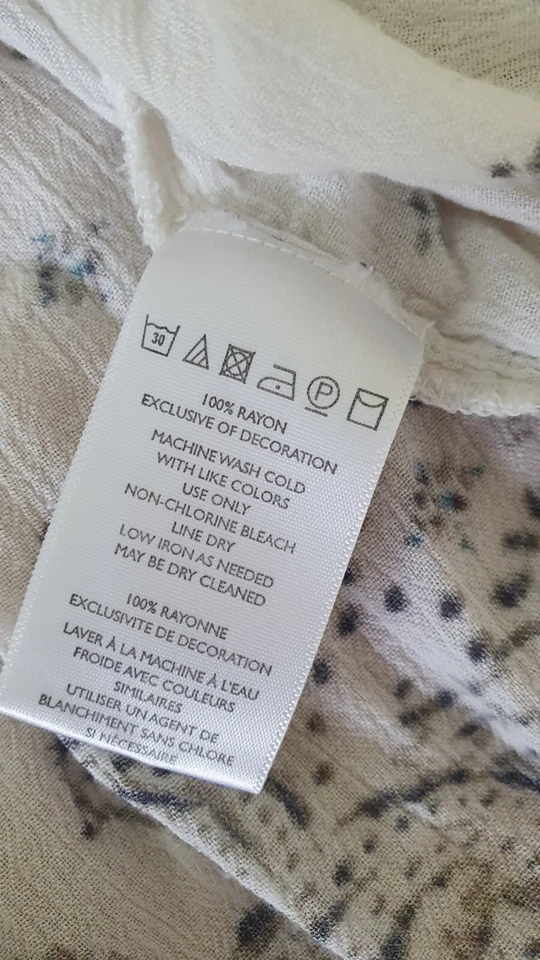 30
P
100% RAYON
EXCLUSIVE OF DECORATION
MACHINE WASH COLD
WITH LIKE COLORS
USE ONLY
NON-CHLORINE BLEACH
LINE DRY
LOW IRON AS NEEDED
MAY BE DRY CLEANED
100% RAYONNE
EXCLUSIVITE DE DECORATION
LAVER À LA MACHINE À L'EAU
FROIDE AVEC COULEURS
SIMILAIRES
UTILISER UN AGENT DE
BLANCHIMENT SANS CHLORE
SI NÉCESSAIRE